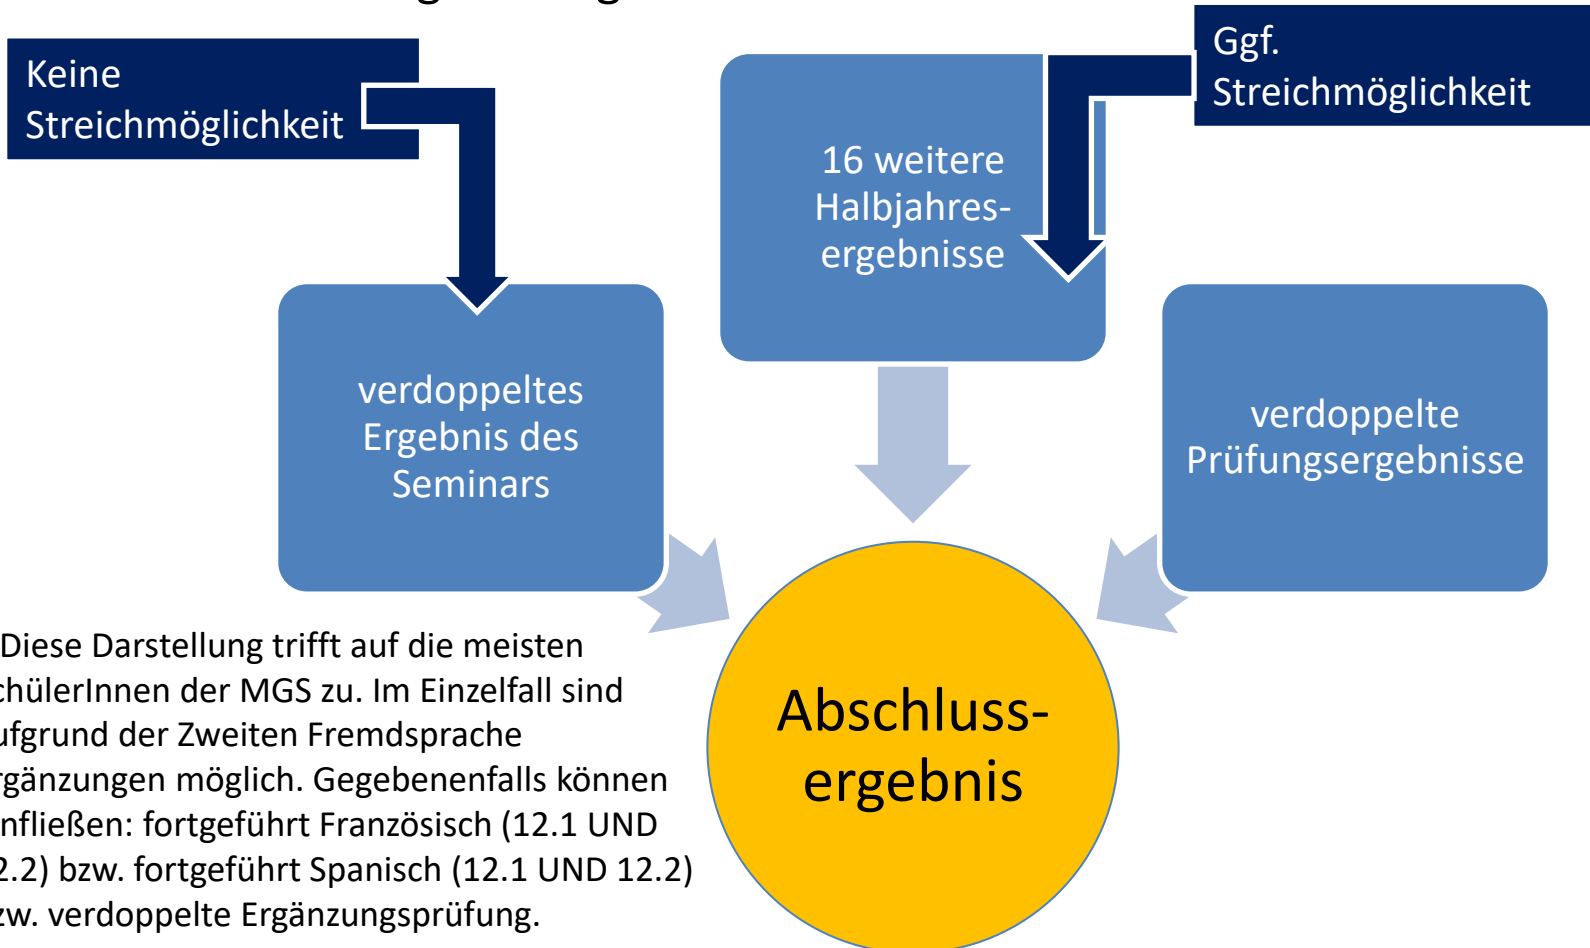 Keine
Streichmöglichkeit
Ggf.
Streichmöglichkeit
16 weitere
Halbjahres-
ergebnisse
verdoppeltes
Ergebnis des
Seminars
verdoppelte
Prüfungsergebnisse
Abschluss-
ergebnis
Diese Darstellung trifft auf die meisten
chülerInnen der MGS zu. Im Einzelfall sind
ufgrund der Zweiten Fremdsprache
rgänzungen möglich. Gegebenenfalls können
nfließen: fortgeführt Französisch (12.1 UND
2.2) bzw. fortgeführt Spanisch (12.1 UND 12.2)
zw. verdoppelte Ergänzungsprüfung.